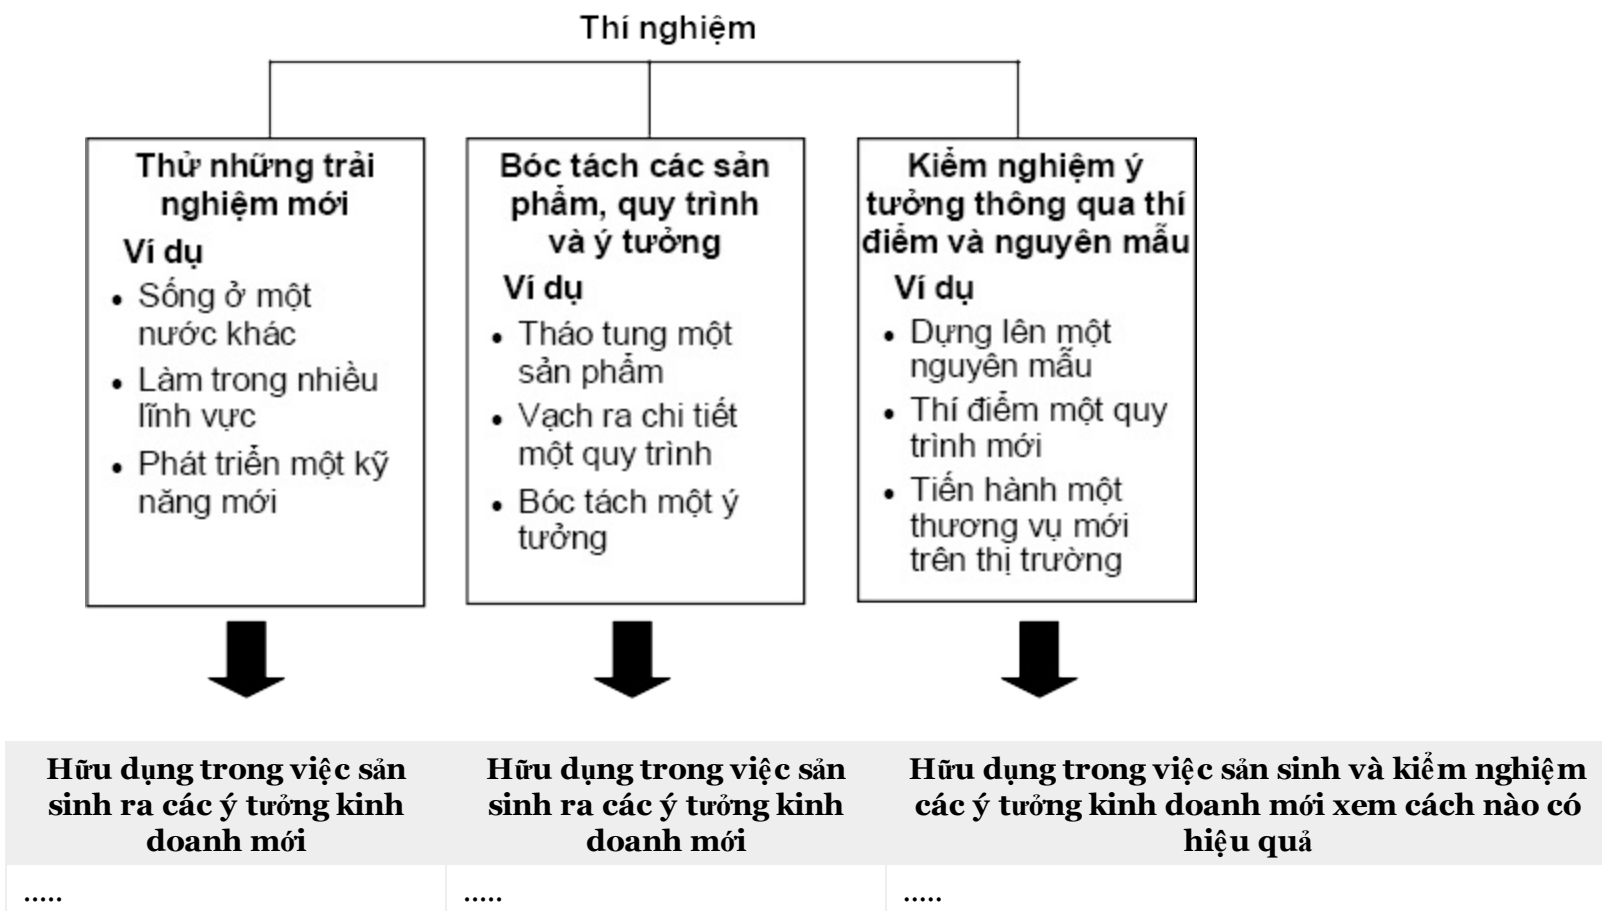 Thí nghiệm
Thử những trải
nghiệm mới
Ví dụ
• Sống ở một
nước khác
• Làm trong nhiều
lĩnh vực
• Phát triển một kỹ
năng mới
Bóc tách các sản
phẩm, quy trình
và ý tưởng
Ví dụ
• Tháo tung một
sản phẩm
• Vạch ra chi tiết
một quy trình
• Bóc tách một ý
tưởng
Kiểm nghiệm ý
tưởng thông qua thí
điểm và nguyên mẫu
Ví dụ
• Dựng lên một
nguyên mẫu
• Thí điểm một quy
trình mới
• Tiến hành một
thương vụ mới
trên thị trường
Hữu dụng trong việc sản
sinh ra các ý tưởng kinh
doanh mới
Hữu dụng trong việc sản
sinh ra các ý tưởng kinh
doanh mới
Hữu dụng trong việc sản sinh và kiểm nghiệm
các ý tưởng kinh doanh mới xem cách nào có
hiệu quả
.....
.....
.....